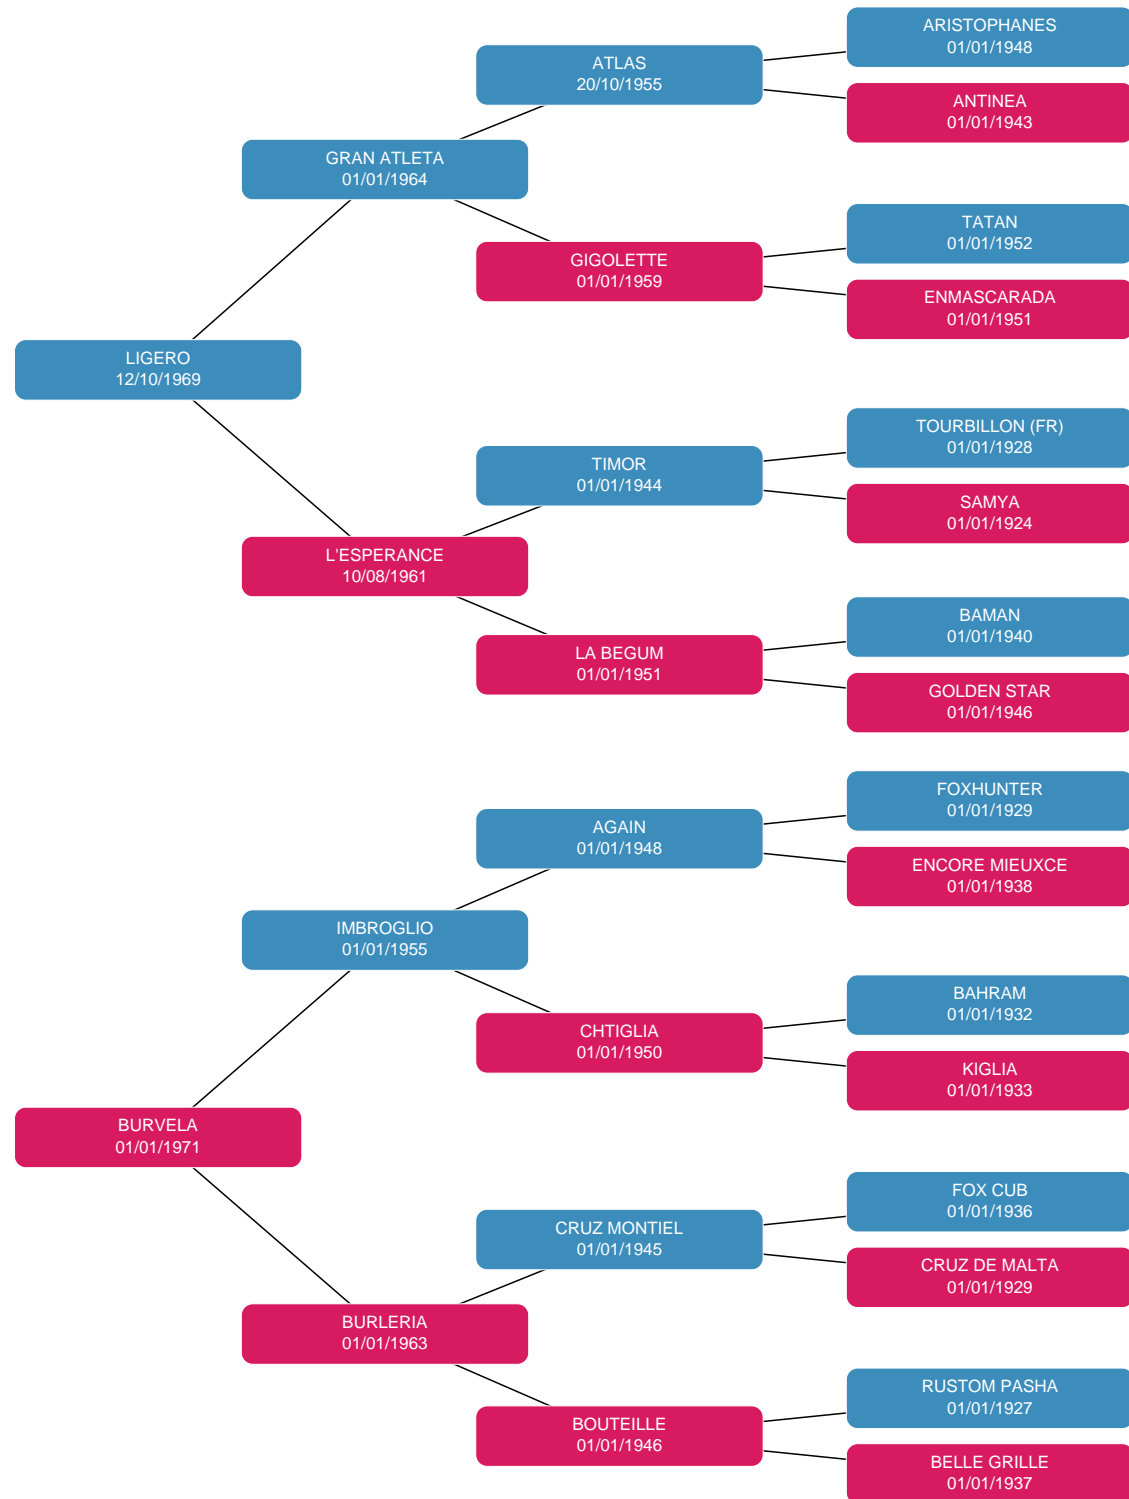 ARISTOPHANES
01/01/1948
ATLAS
20/10/1955
ANTINEA
01/01/1943
GRAN ATLETA
01/01/1964
TATAN
01/01/1952
GIGOLETTE
01/01/1959
ENMASCARADA
01/01/1951
LIGERO
12/10/1969
TOURBILLON (FR)
01/01/1928
TIMOR
01/01/1944
SAMYA
01/01/1924
L'ESPERANCE
10/08/1961
BAMAN
01/01/1940
LA BEGUM
01/01/1951
GOLDEN STAR
01/01/1946
FOXHUNTER
01/01/1929
AGAIN
01/01/1948
ENCORE MIEUXCE
01/01/1938
IMBROGLIO
01/01/1955
BAHRAM
01/01/1932
CHTIGLIA
01/01/1950
KIGLIA
01/01/1933
BURVELA
01/01/1971
FOX CUB
01/01/1936
CRUZ MONTIEL
01/01/1945
CRUZ DE MALTA
01/01/1929
BURLERIA
01/01/1963
RUSTOM PASHA
01/01/1927
BOUTEILLE
01/01/1946
BELLE GRILLE
01/01/1937